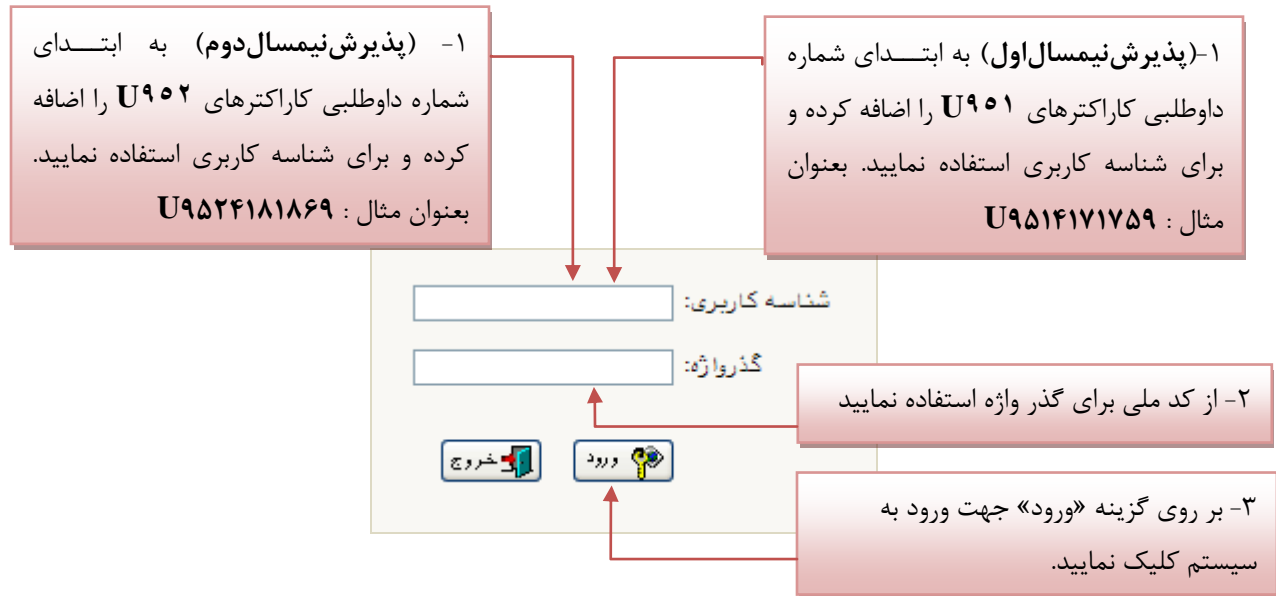 ۱-(پذیرش‌نیمسال‌اول) به ابتـــدای شماره
داوطلبی کاراکترهای U۹۵۱ را اضافه کرده و
برای شناسه کاربری استفاده نمایید. بعنوان
مثال : U۹۵۱۴۱۷۱۷۵۹
۱- (پذیرش‌نیمسال‌دوم) به ابتـــدای
شماره داوطلبی کاراکترهای U۹۵۲ را اضافه
کرده و برای شناسه کاربری استفاده نمایید.
بعنوان مثال : U۹۵۲۴۱۸۱۸۶۹
شناسه کاربری:
گذرواژه:
۲- از کد ملی برای گذر واژه استفاده نمایید
ورود
خروج
۳- بر روی گزینه «ورود» جهت ورود به
سیستم کلیک نمایید.